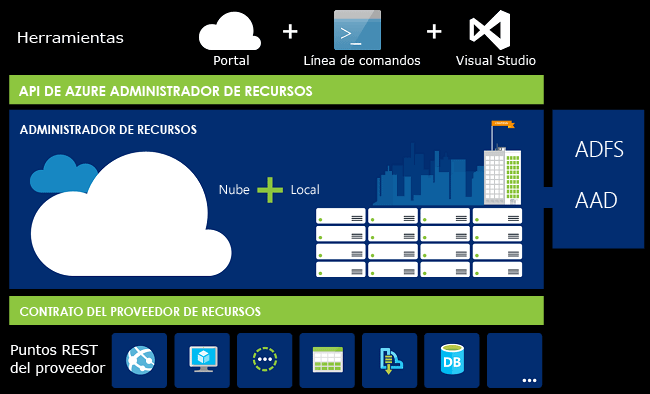 Herramientas
Portal
+
Línea de comandos
+
Visual Studio
API DE AZURE ADMINISTRADOR DE RECURSOS
ADMINISTRADOR DE RECURSOS
Nube + Local
ADFS
AAD
CONTRATO DEL PROVEEDOR DE RECURSOS
Puntos REST
del proveedor
DB
...